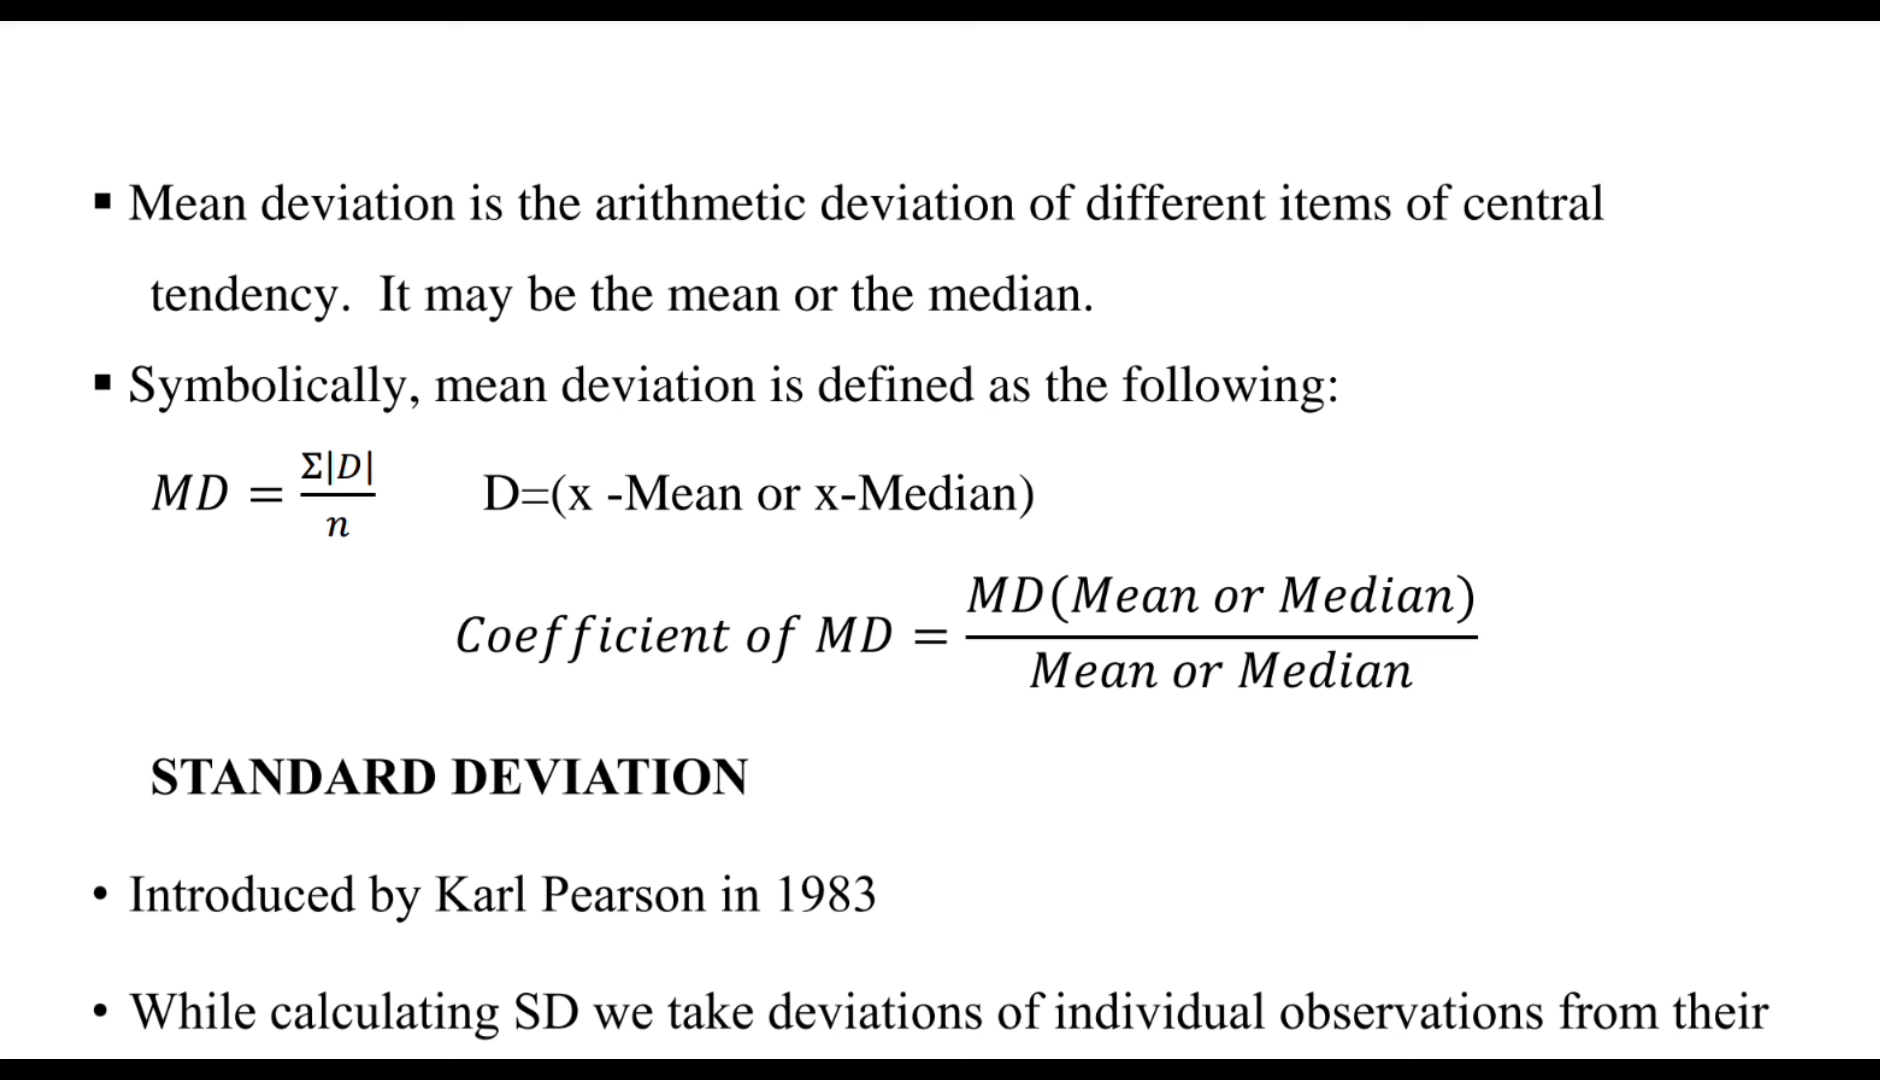 ▪ Mean deviation is the arithmetic deviation of different items of central
tendency.  It may be the mean or the median.
▪ Symbolically, mean deviation is defined as the following:
MD = Σ|D| / n    D=(x -Mean or x-Median)
Coefficient of MD = MD(Mean or Median) / Mean or Median
STANDARD DEVIATION
• Introduced by Karl Pearson in 1983
• While calculating SD we take deviations of individual observations from their